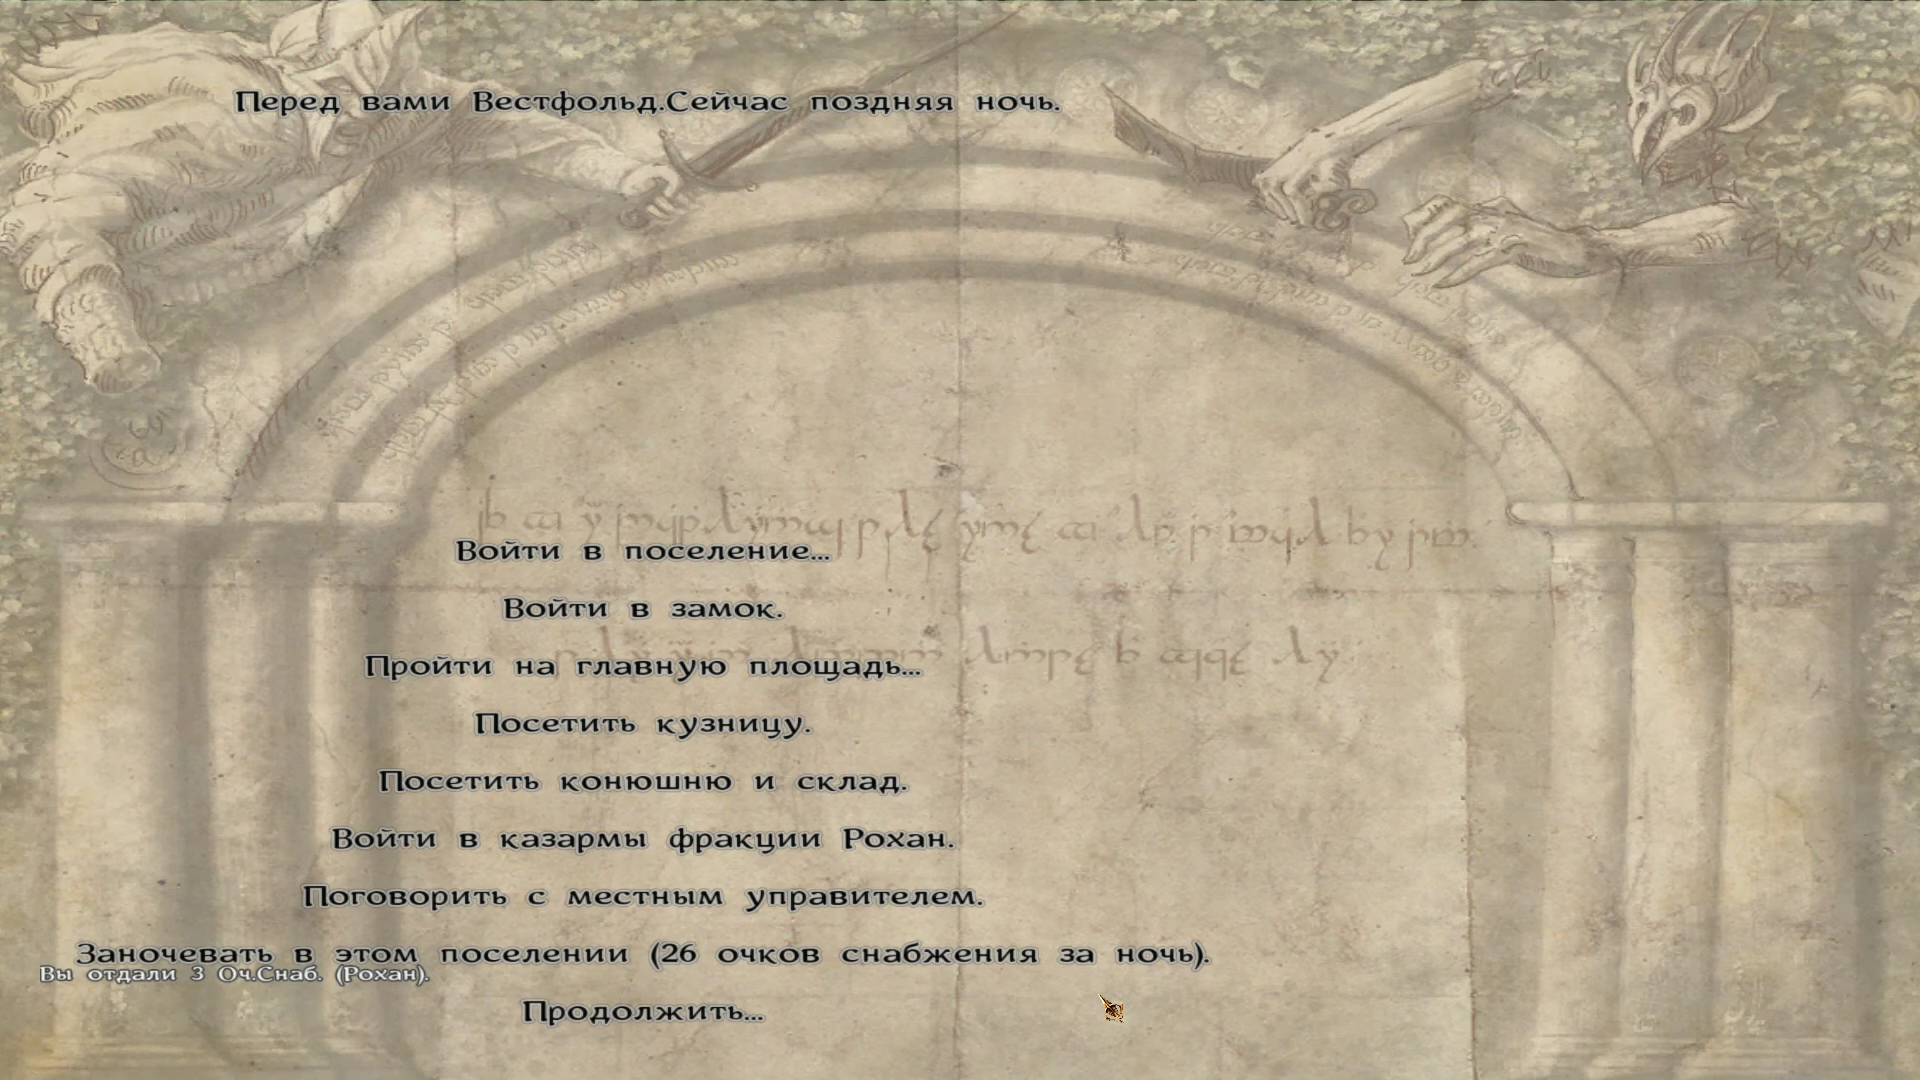 Перед вами Вестфольд.Сейчас поздняя ночь.
Войти в поселение...
Войти в замок.
Пройти на главную площадь...
Посетить кузницу.
Посетить конюшню и склад.
Войти в казармы фракции Рохан.
Поговорить с местным управителем.
Заночевать в этом поселении (26 очков снабжения за ночь).
Вы отдали 3 Оч.Снаб. (Рохан).
Продолжить...